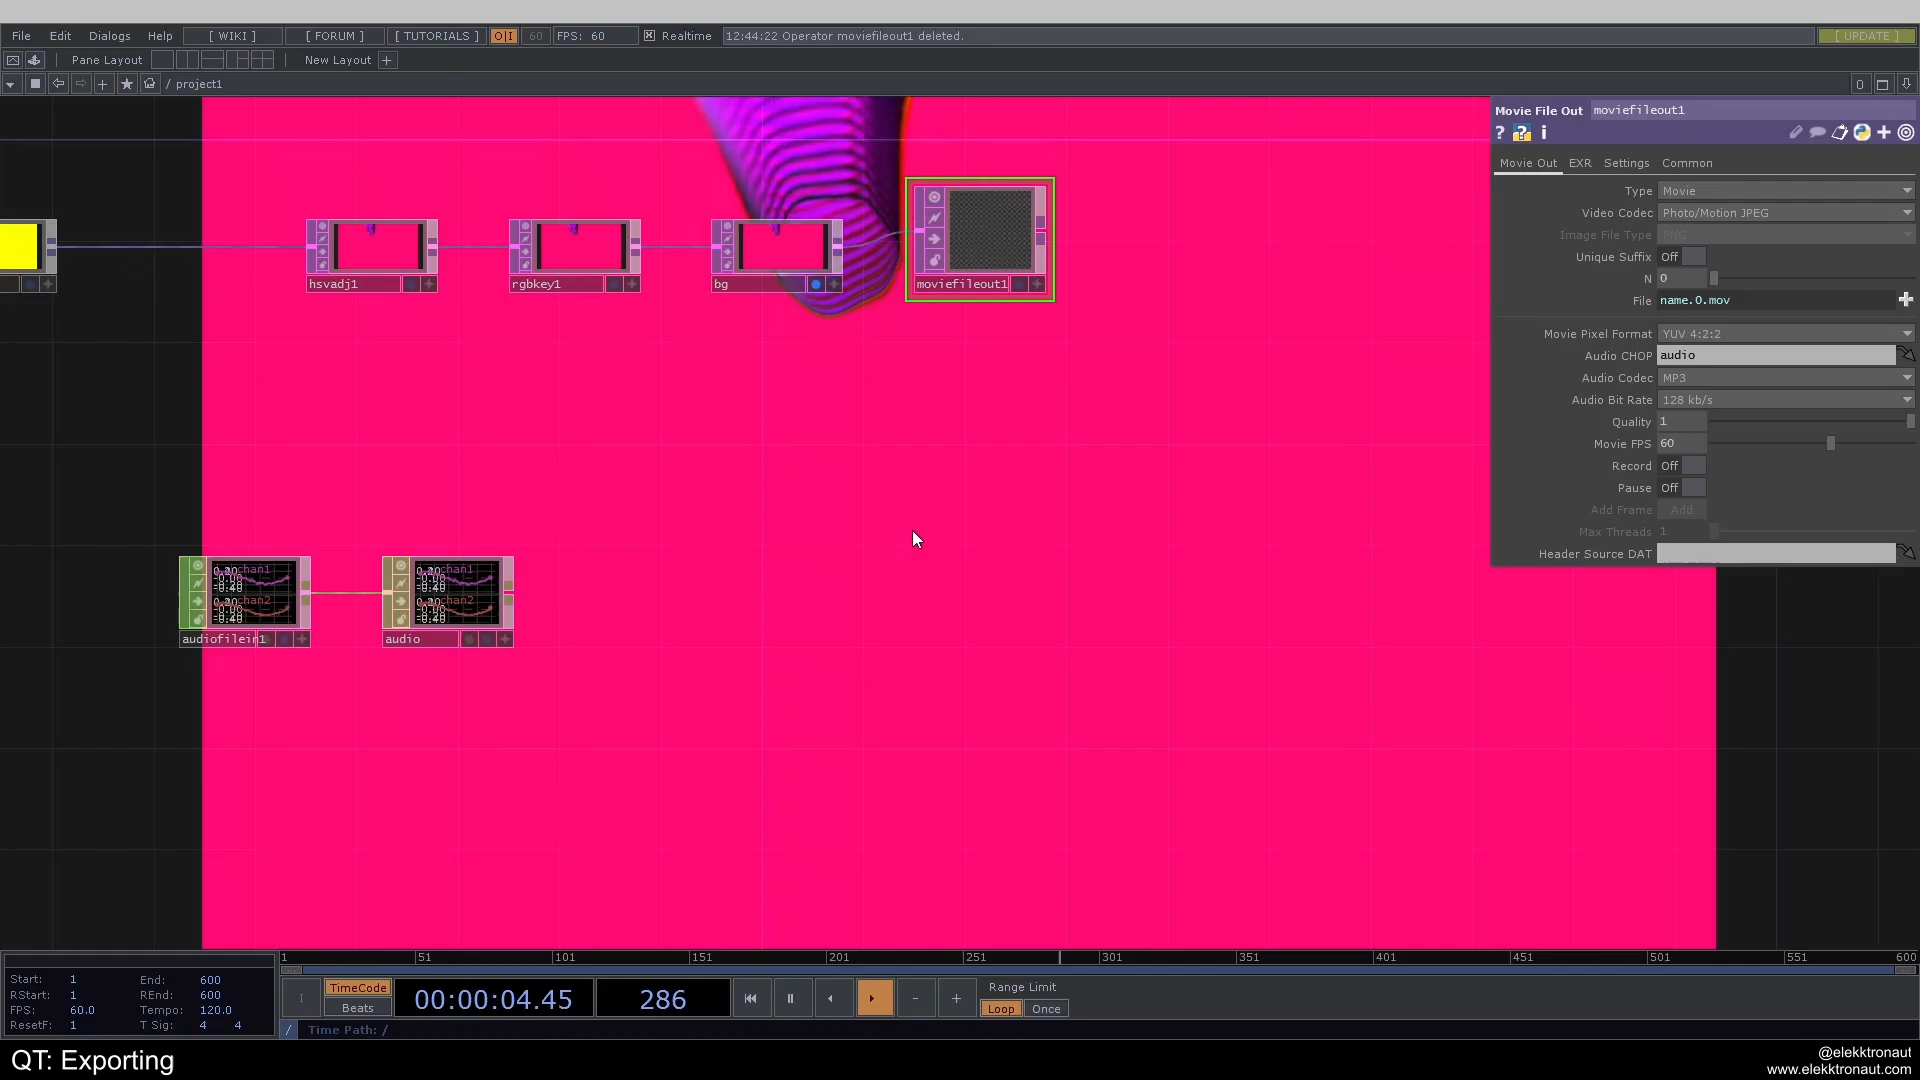 File Edit Dialogs Help [ WIKI ] [ FORUM ] [ TUTORIALS ] O|I 60 FPS: 60 Realtime 12:44:22 Operator moviefileout1 deleted. [ UPDATE ]
Pane Layout New Layout +
/ project1 0
Movie File Out moviefileout1
? ? i
Movie Out EXR Settings Common
Type Movie
Video Codec Photo/Motion JPEG
Image File Type PNG
Unique Suffix Off
N 0
File name.0.mov
Movie Pixel Format YUV 4:2:2
Audio CHOP audio
Audio Codec MP3
Audio Bit Rate 128 kb/s
Quality 1
Movie FPS 60
Record Off
Pause Off
Add Frame Add
Max Threads 1
Header Source DAT
hsvadj1 rgbkey1 bg moviefileout1
chan1 chan1
chan2 chan2
audiofilein1 audio
1 51 101 151 201 251 301 351 401 451 501 551 600
Start: 1 End: 600
RStart: 1 REnd: 600
FPS: 60.0 Tempo: 120.0
ResetF: 1 T Sig: 4 4
TimeCode
Beats
00:00:04.45 286
- +
Range Limit
Loop Once
/ Time Path: /
QT: Exporting
@elekktronaut
www.elekktronaut.com